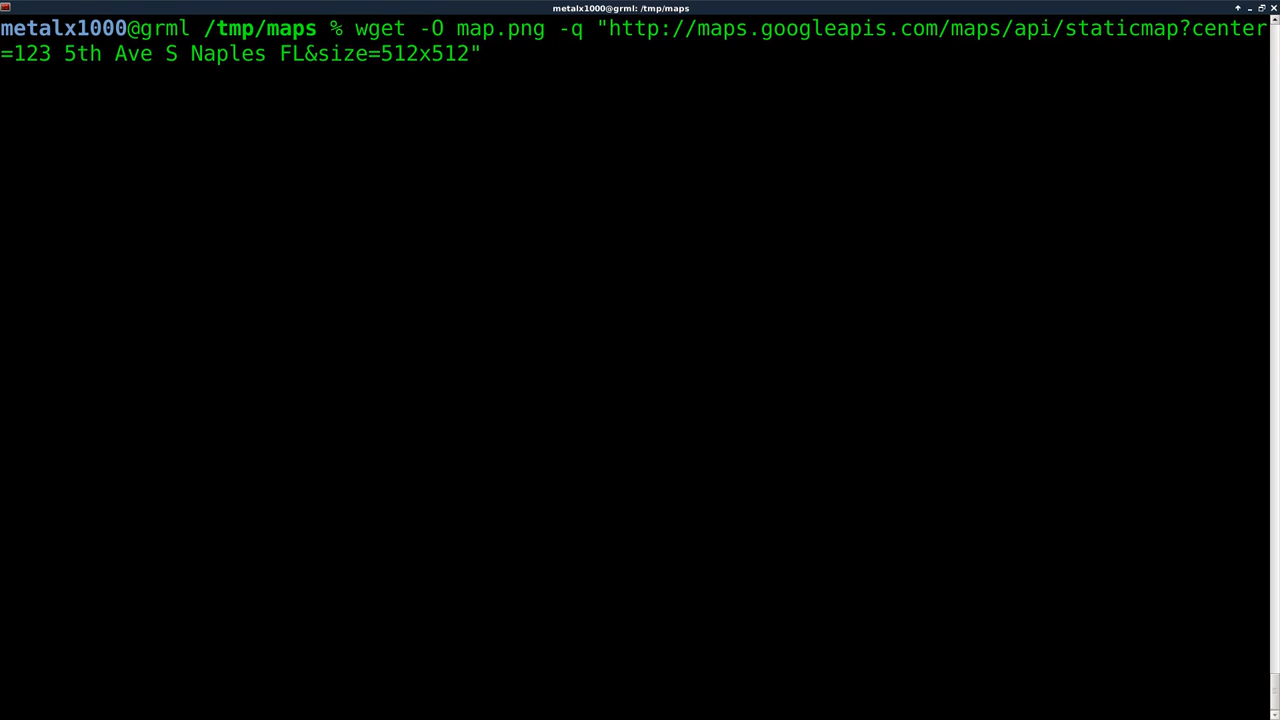 metalx1000@grml: /tmp/maps
metalx1000@grml /tmp/maps % wget -O map.png -q "http://maps.googleapis.com/maps/api/staticmap?center
=123 5th Ave S Naples FL&size=512x512"